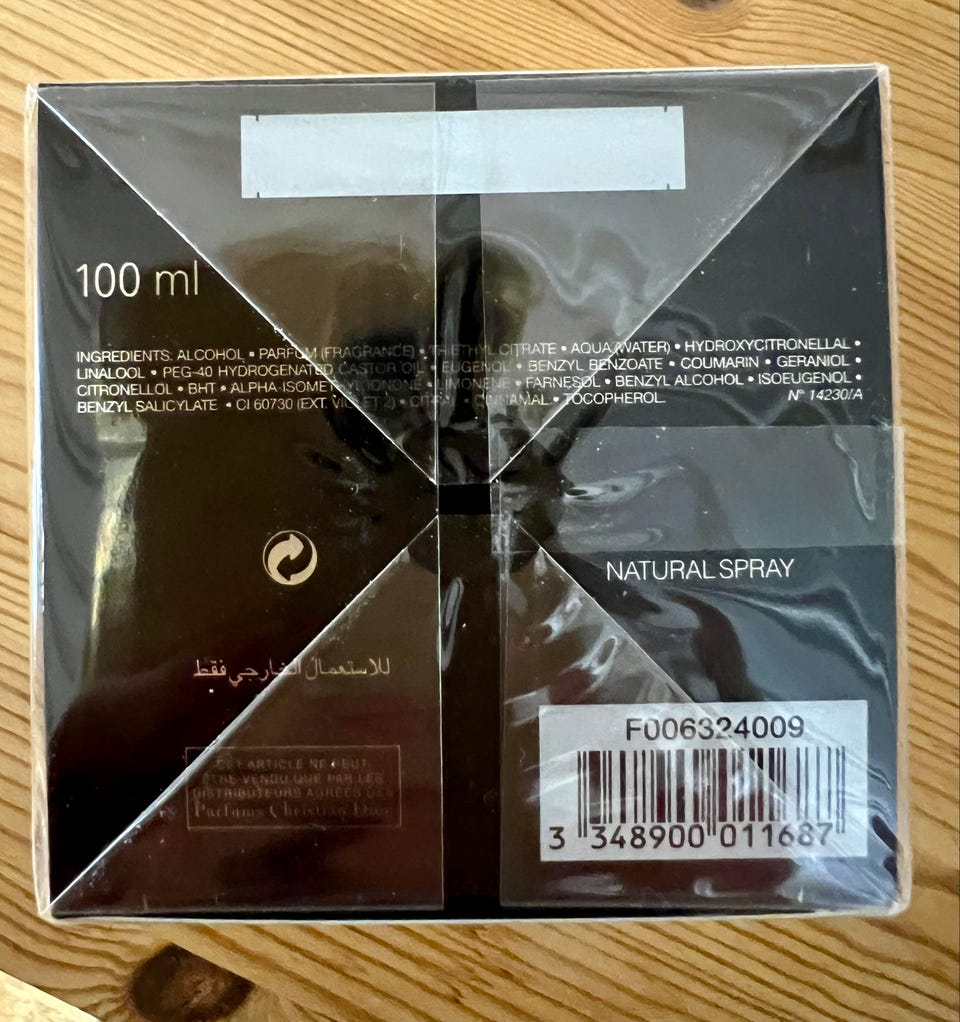 100 ml
INGREDIENTS: ALCOHOL • PARFUM (FRAGRANCE) • TRIETHYL CITRATE • AQUA (WATER) • HYDROXYCITRONELLAL •
LINALOOL • PEG-40 HYDROGENATED CASTOR OIL • EUGENOL • BENZYL BENZOATE • COUMARIN • GERANIOL •
CITRONELLOL • BHT • ALPHA-ISOMETHYL IONONE • LIMONENE • FARNESOL • BENZYL ALCOHOL • ISOEUGENOL •
BENZYL SALICYLATE • CI 60730 (EXT. VIOLET 2) • CITRAL • CINNAMAL • TOCOPHEROL.
N° 14230/A
NATURAL SPRAY
للاستعمال الخارجي فقط
CET ARTICLE NE PEUT
ÊTRE VENDU QUE PAR LES
DISTRIBUTEURS AGRÉÉS DES
Parfums Christian Dior
F006324009
3 348900 011687